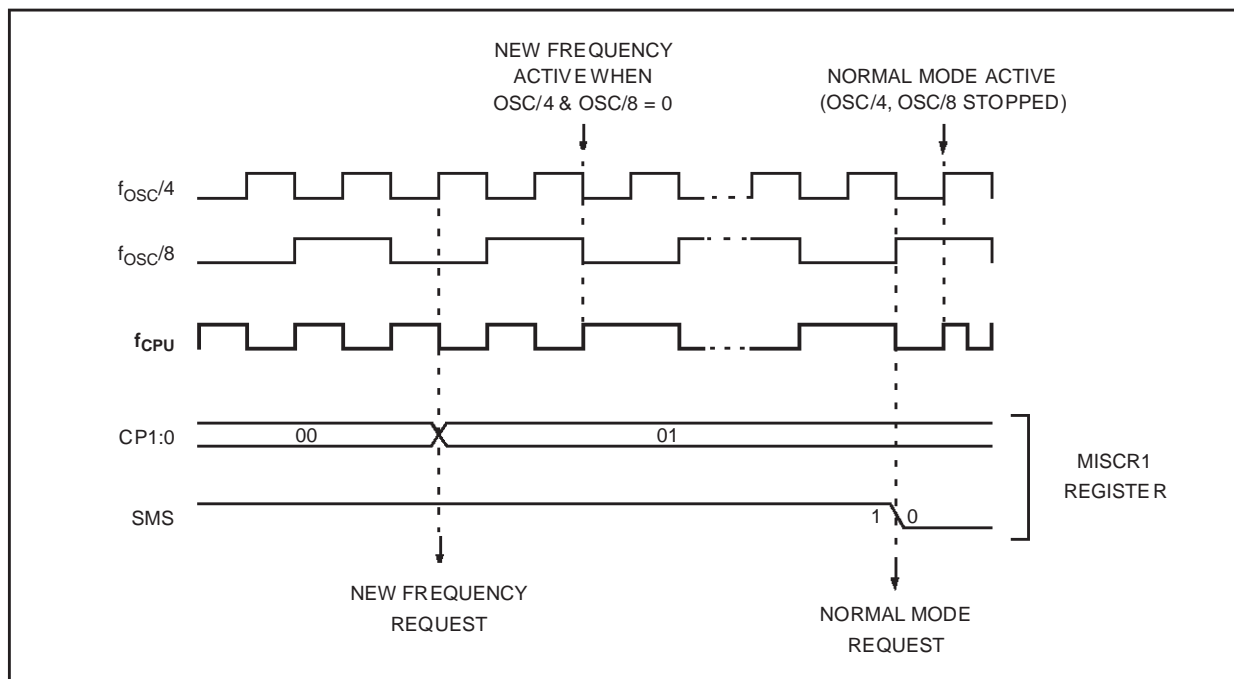 NEW FREQUENCY
ACTIVE WHEN
OSC/4 & OSC/8 = 0
NORMAL MODE ACTIVE
(OSC/4, OSC/8 STOPPED)
fOSC/4
fOSC/8
fCPU
CP1:0
00
01
MISCR1
REGISTER
SMS
1
0
NEW FREQUENCY
REQUEST
NORMAL MODE
REQUEST